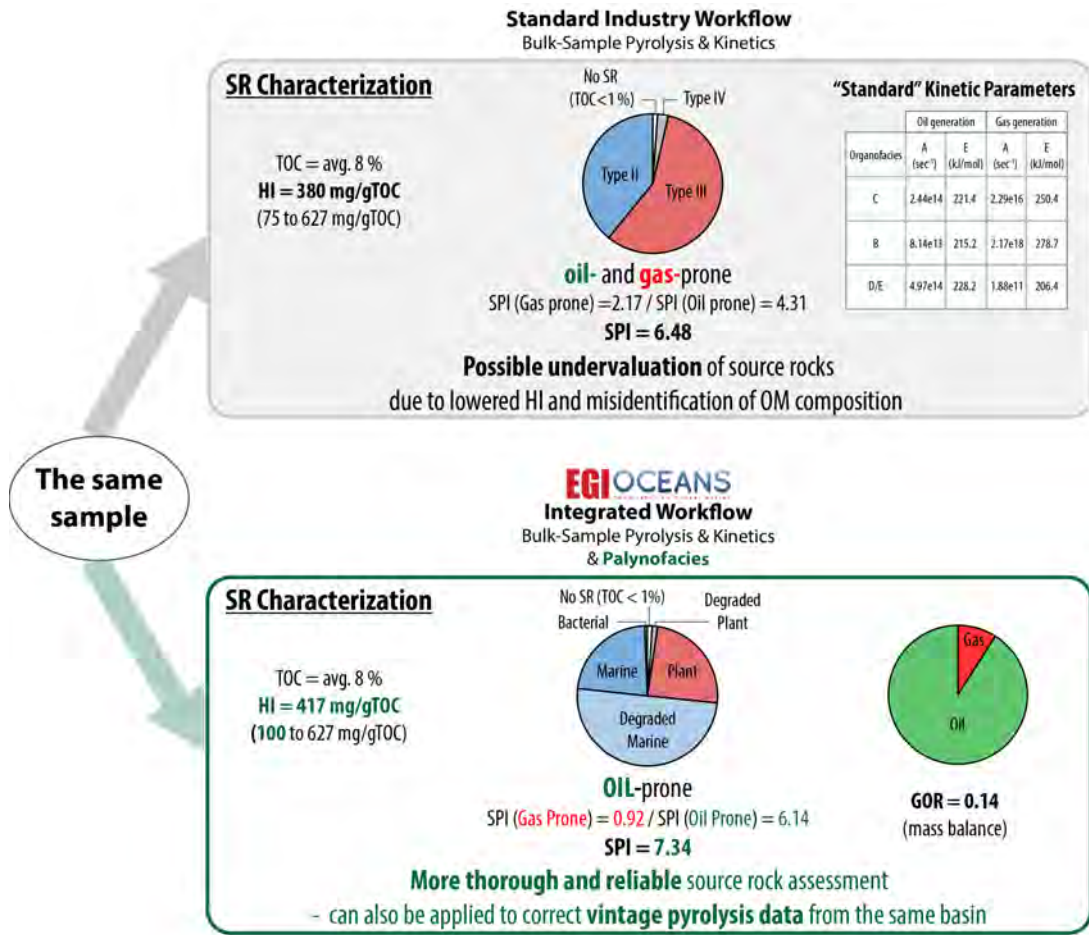 Standard Industry Workflow
Bulk-Sample Pyrolysis & Kinetics
SR Characterization
TOC = avg. 8 %
HI = 380 mg/gTOC
(75 to 627 mg/gTOC)
No SR
(TOC<1 %)
Type IV
Type II
Type III
oil- and gas-prone
SPI (Gas prone) =2.17 / SPI (Oil prone) = 4.31
SPI = 6.48
"Standard" Kinetic Parameters
Oil generation Gas generation
Organofacies A (sec⁻¹) E (kJ/mol) A (sec⁻¹) E (kJ/mol)
C 2.44e14 221.4 2.29e16 250.4
B 8.14e13 215.2 2.17e18 278.7
D/E 4.97e14 228.2 1.88e11 206.4
Possible undervaluation of source rocks
due to lowered HI and misidentification of OM composition
The same
sample
EGI OCEANS
Integrated Workflow
Bulk-Sample Pyrolysis & Kinetics
& Palynofacies
SR Characterization
TOC = avg. 8 %
HI = 417 mg/gTOC
(100 to 627 mg/gTOC)
No SR (TOC < 1%)
Degraded
Plant
Bacterial
Marine
Plant
Degraded
Marine
OIL-prone
SPI (Gas Prone) = 0.92 / SPI (Oil Prone) = 6.14
SPI = 7.34
Gas
Oil
GOR = 0.14
(mass balance)
More thorough and reliable source rock assessment
- can also be applied to correct vintage pyrolysis data from the same basin